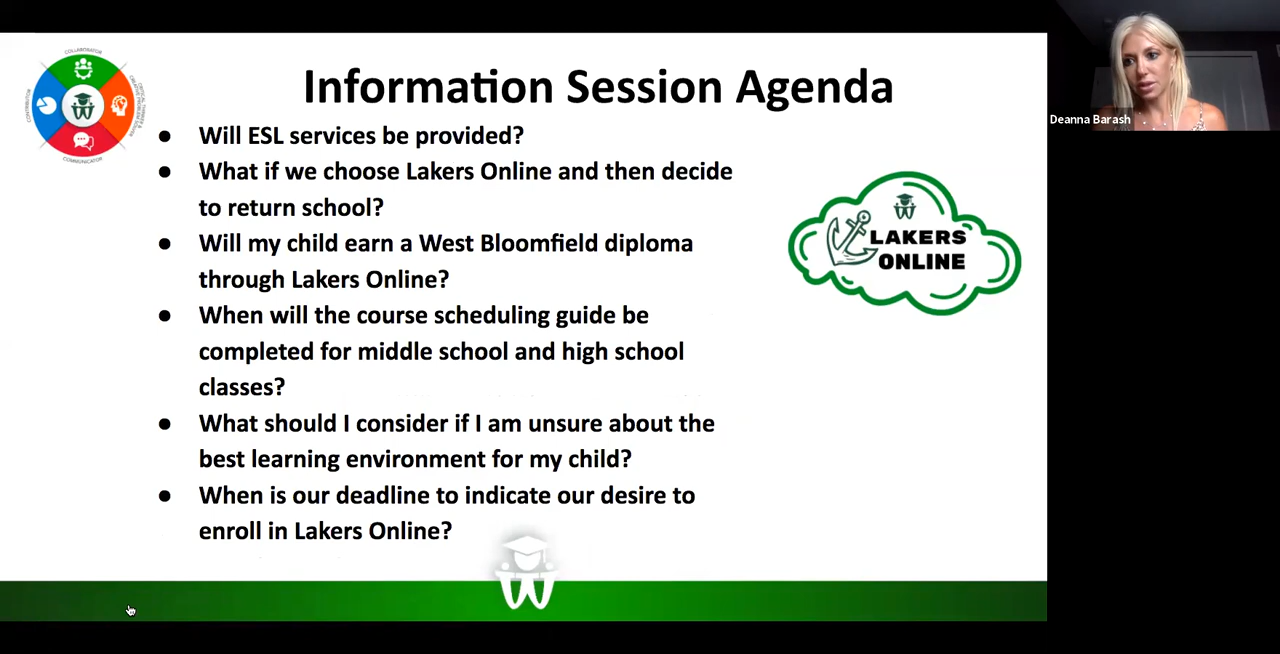 COLLABORATOR
CONTRIBUTOR
COMMUNICATOR
W
Information Session Agenda
Deanna Barash
● Will ESL services be provided?
● What if we choose Lakers Online and then decide
to return school?
● Will my child earn a West Bloomfield diploma
through Lakers Online?
● When will the course scheduling guide be
completed for middle school and high school
classes?
● What should I consider if I am unsure about the
best learning environment for my child?
● When is our deadline to indicate our desire to
enroll in Lakers Online?
W
LAKERS
ONLINE
W